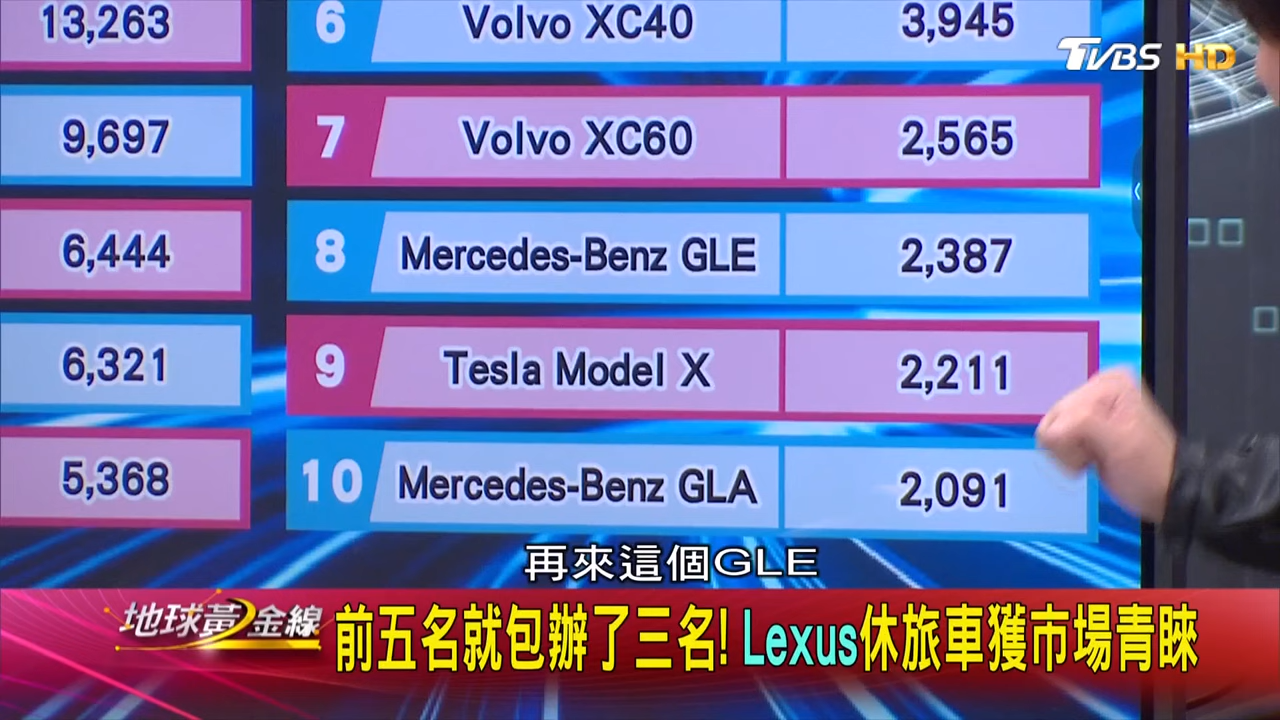 13,263
6 Volvo XC40 3,945
TVBS HD
9,697
7 Volvo XC60 2,565
6,444
8 Mercedes-Benz GLE 2,387
6,321
9 Tesla Model X 2,211
5,368
10 Mercedes-Benz GLA 2,091
再來這個GLE
地球黃金線
前五名就包辦了三名! Lexus休旅車獲市場青睞